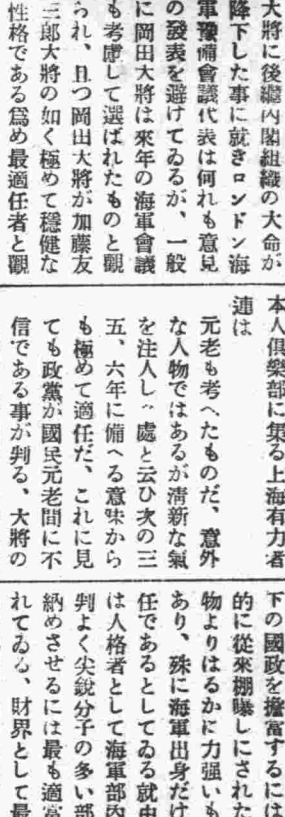 大將に後繼內閣組織の大命が
降下した事に就きロンドン海
軍豫備會議代表は何れも意見
の發表を避けてゐるが、一般
に岡田大將は來年の海軍會議
も考慮して選ばれたものと觀
られ、且つ岡田大將が加藤友
三郎大將の如く極めて穩健な
性格である爲め最適任者と觀
本人俱樂部に集る上海有力者
連は
元老も考へたものだ、意外
な人物ではあるが淸新な氣
を注入し 處と云ひ次の三
五、六年に備へる意味から
も極めて適任だ、これに見
ても政黨が國民元老間に不
信である事が判る、大將の
下の國政を擔當するには
的に從來棚曝しにされた
物よりはるかに力强いも
あり、殊に海軍出身だけ
任であるとしてゐる就中
は人格者として海軍部內
判よく尖銳分子の多い部
納めさせるには最も適當
れてゐる、財界として最